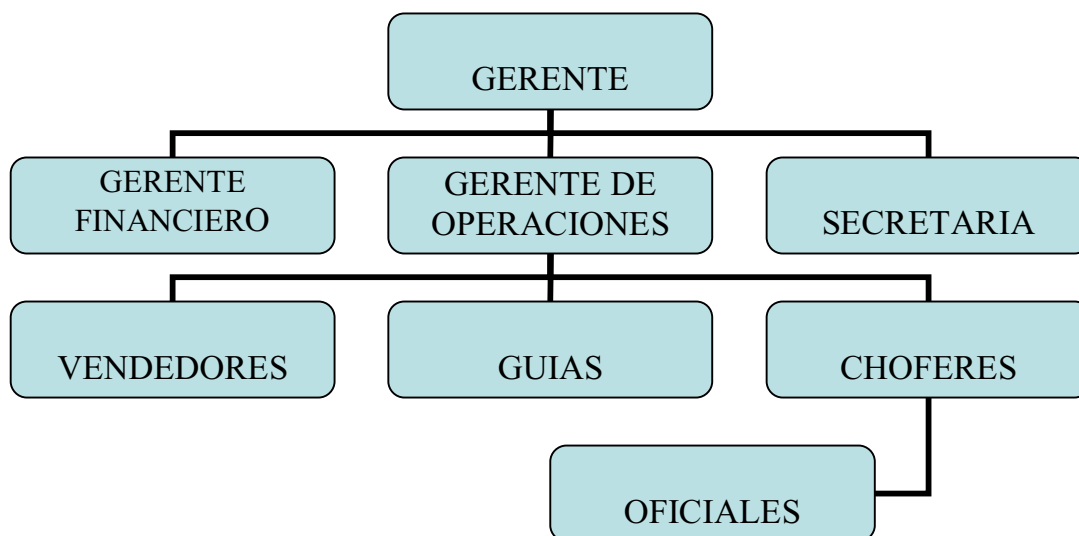 GERENTE
GERENTE
FINANCIERO
GERENTE DE
OPERACIONES
SECRETARIA
VENDEDORES
GUIAS
CHOFERES
OFICIALES